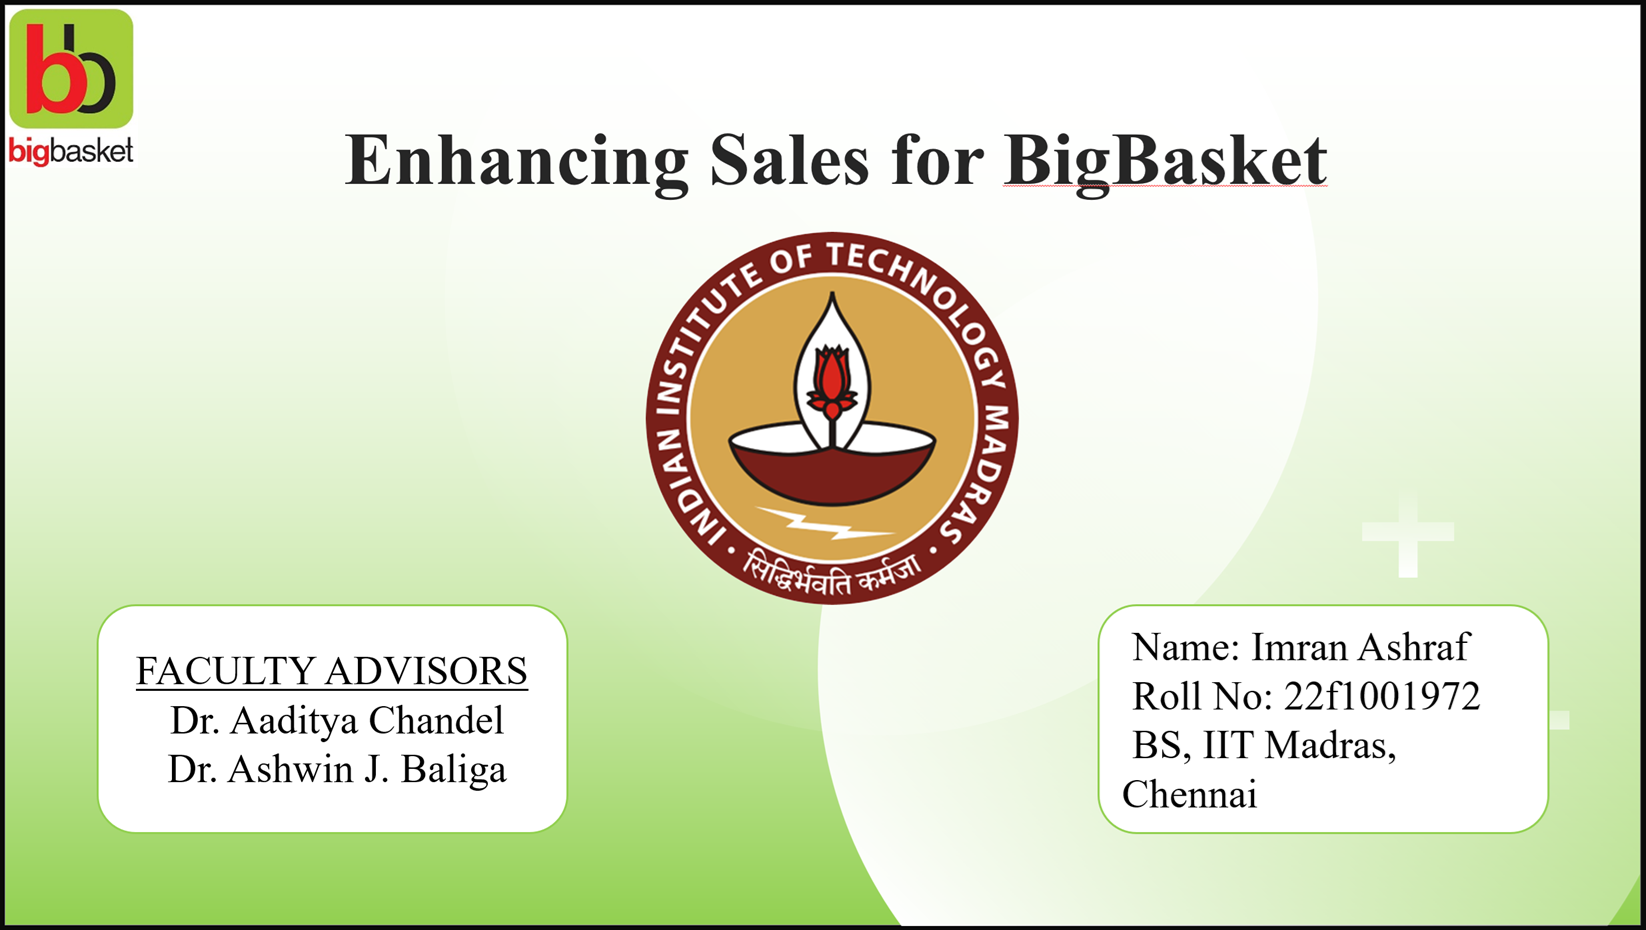 bb
bigbasket
Enhancing Sales for BigBasket
INDIAN INSTITUTE OF TECHNOLOGY MADRAS
सिद्धिर्भवति कर्मजा
FACULTY ADVISORS
Dr. Aaditya Chandel
Dr. Ashwin J. Baliga
Name: Imran Ashraf
Roll No: 22f1001972
BS, IIT Madras,
Chennai